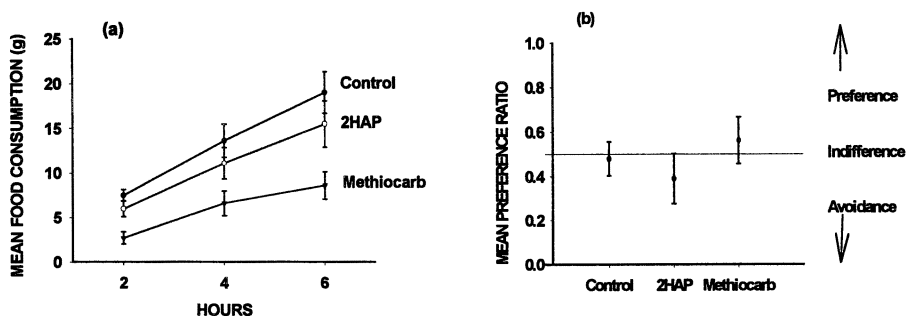 (a)
MEAN FOOD CONSUMPTION (g)
25
20
15
10
5
0
Control
2HAP
Methiocarb
2 4 6
HOURS
(b)
MEAN PREFERENCE RATIO
1.0
0.8
0.6
0.4
0.2
0.0
Control 2HAP Methiocarb
Preference
Indifference
Avoidance